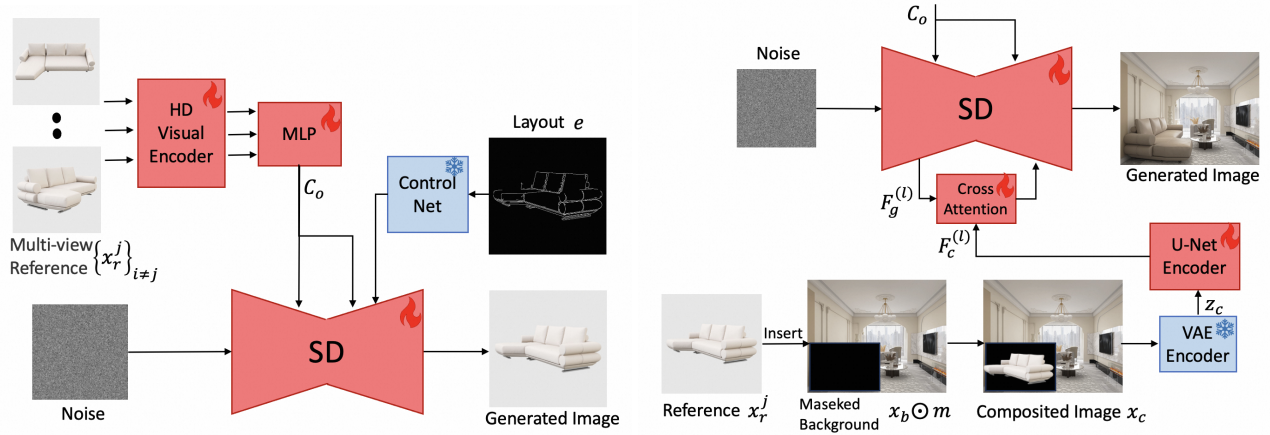 HD
Visual
Encoder
MLP
C_o
Layout e
Control
Net
Multi-view
Reference {x_r^j}_{i≠j}
SD
Noise
Generated Image
C_o
Noise
SD
Generated Image
F_g^{(l)}
Cross
Attention
F_c^{(l)}
U-Net
Encoder
z_c
VAE
Encoder
Insert
Reference x_r^j
Maseked
Background x_b⊙m
Composited Image x_c